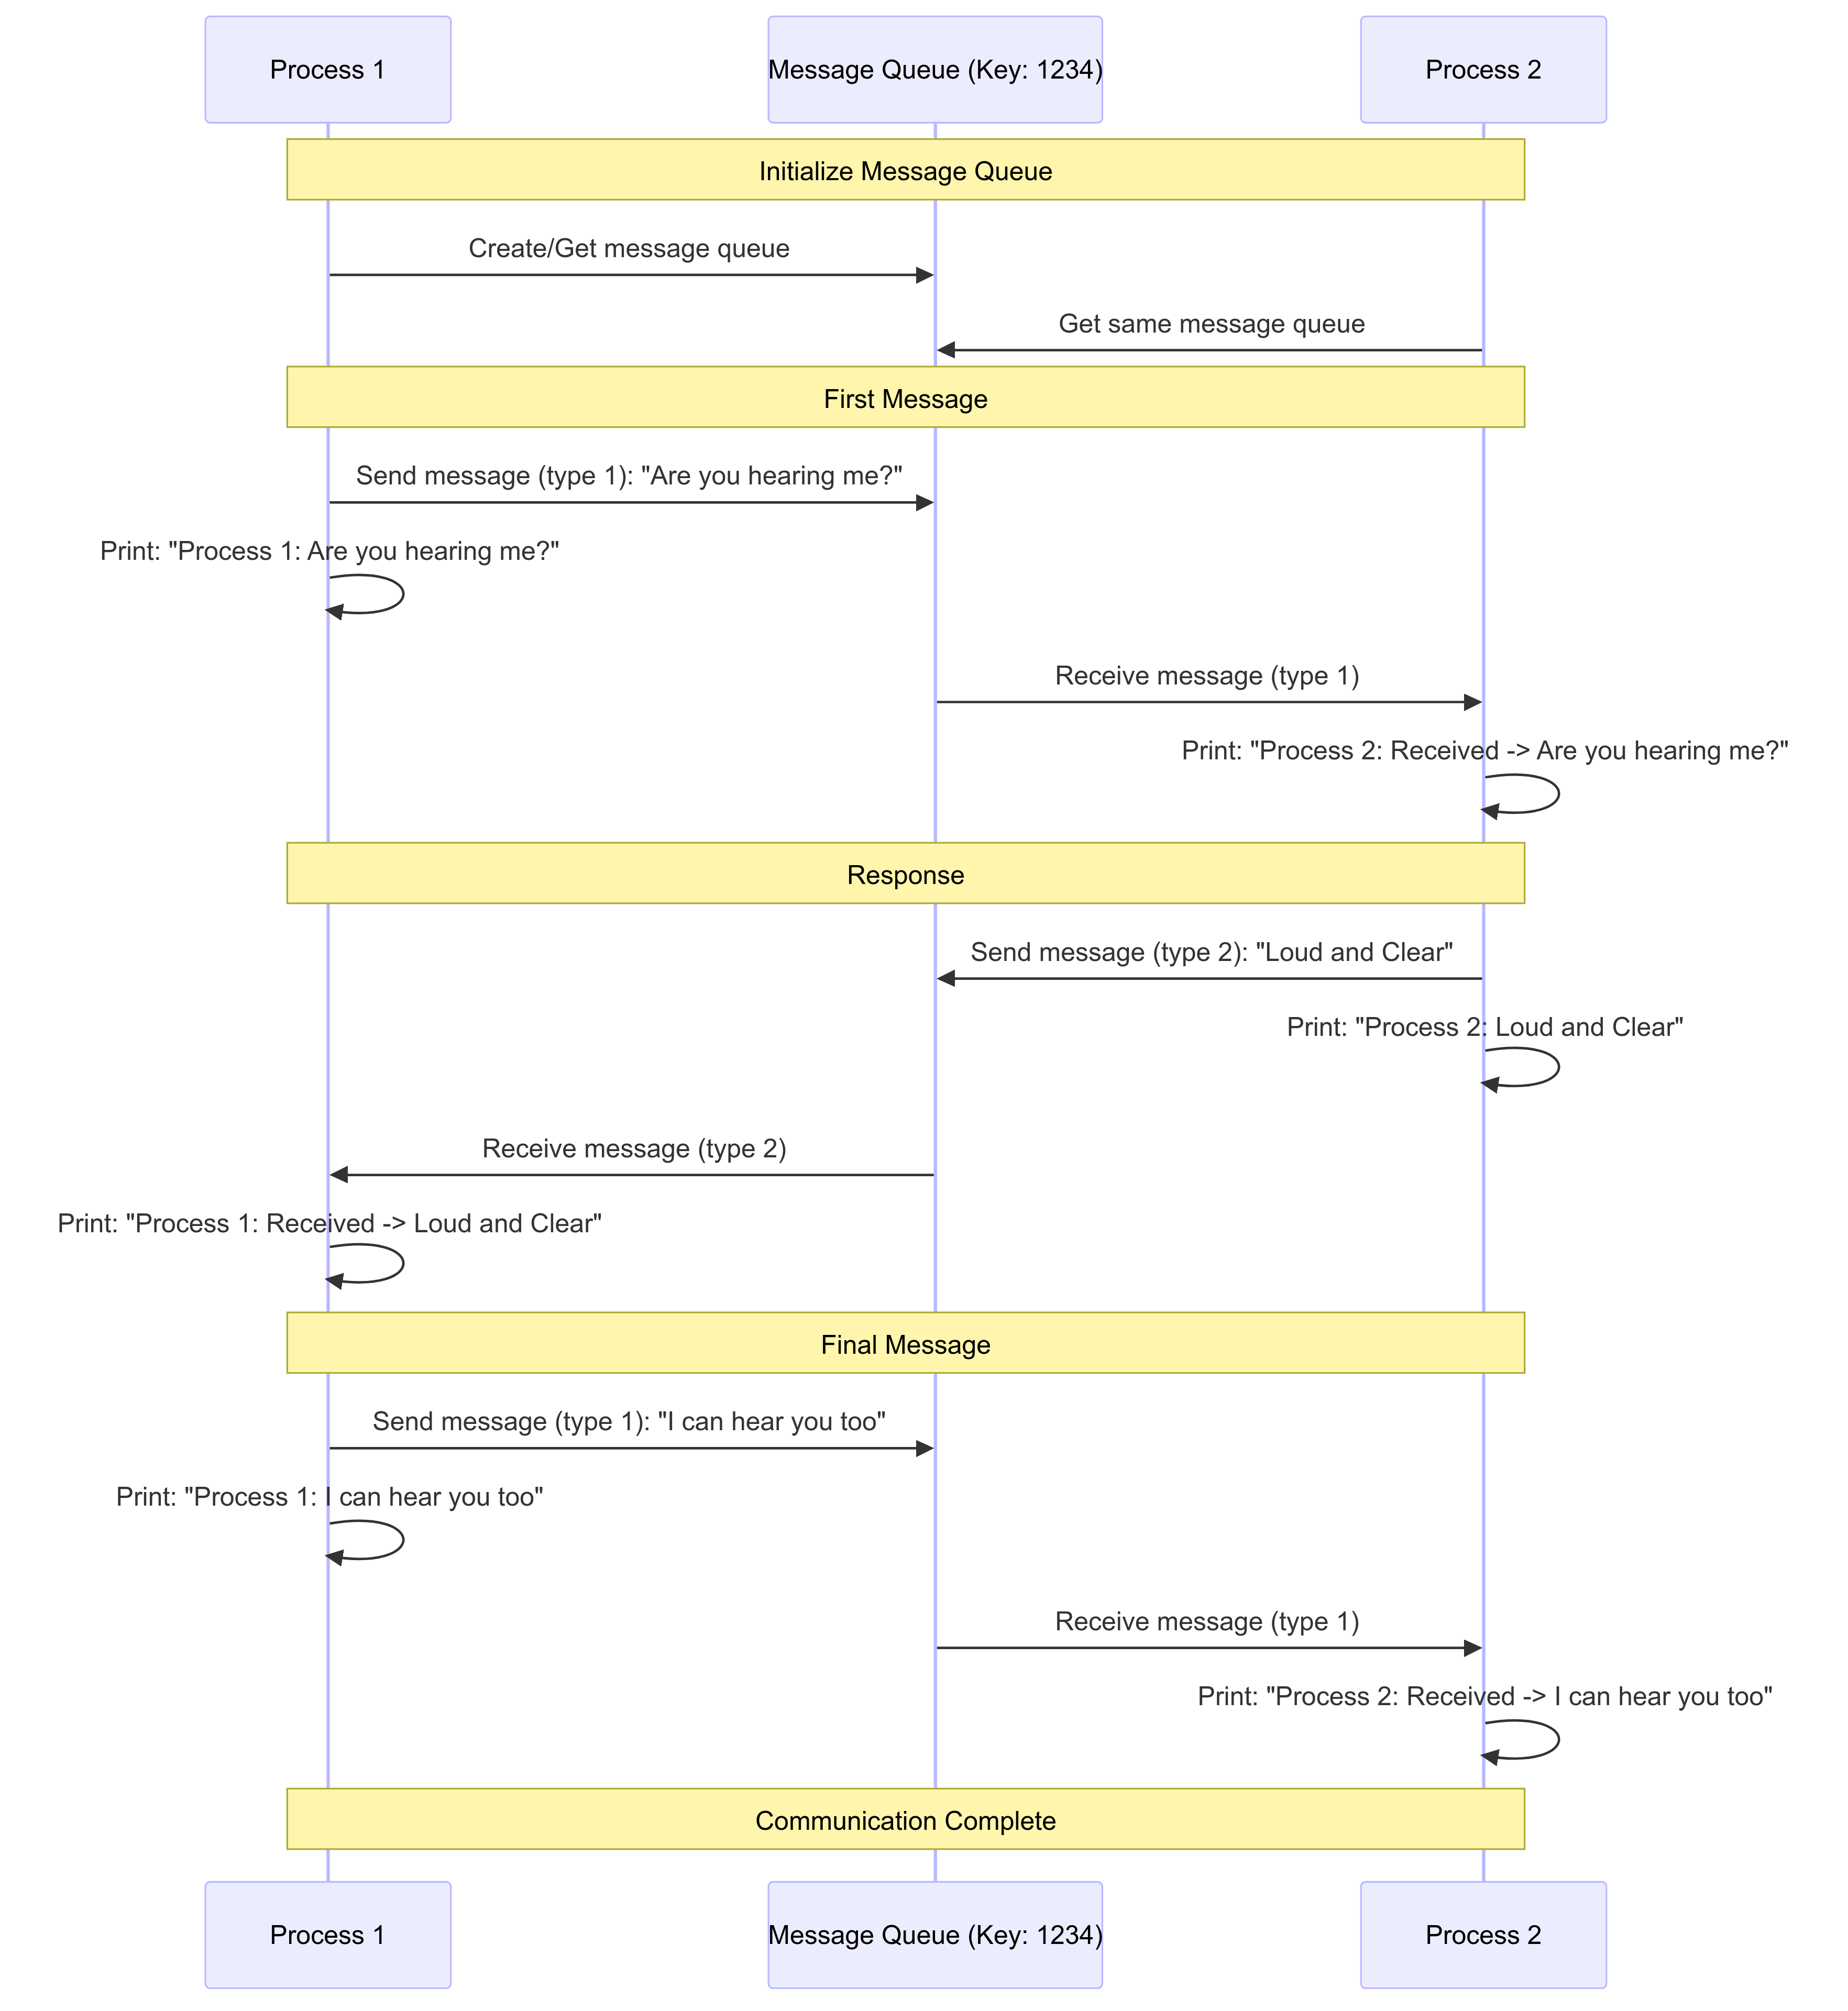 Process 1
Message Queue (Key: 1234)
Process 2
Initialize Message Queue
Create/Get message queue
Get same message queue
First Message
Send message (type 1): "Are you hearing me?"
Print: "Process 1: Are you hearing me?"
Receive message (type 1)
Print: "Process 2: Received -> Are you hearing me?"
Response
Send message (type 2): "Loud and Clear"
Print: "Process 2: Loud and Clear"
Receive message (type 2)
Print: "Process 1: Received -> Loud and Clear"
Final Message
Send message (type 1): "I can hear you too"
Print: "Process 1: I can hear you too"
Receive message (type 1)
Print: "Process 2: Received -> I can hear you too"
Communication Complete
Process 1
Message Queue (Key: 1234)
Process 2